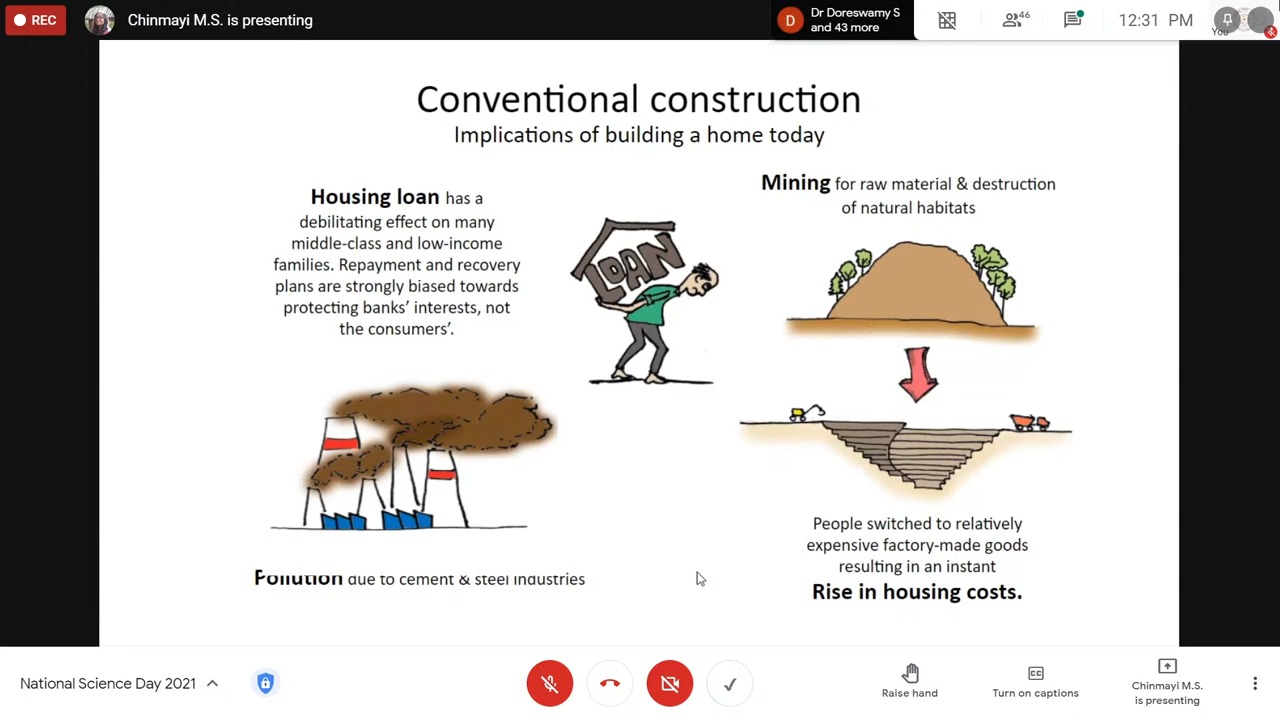 REC
Chinmayi M.S. is presenting
D
Dr Doreswamy S
and 43 more
46
12:31 PM
You
Conventional construction
Implications of building a home today
Housing loan has a
debilitating effect on many
middle-class and low-income
families. Repayment and recovery
plans are strongly biased towards
protecting banks' interests, not
the consumers'.
LOAN
Mining for raw material & destruction
of natural habitats
Pollution due to cement & steel industries
People switched to relatively
expensive factory-made goods
resulting in an instant
Rise in housing costs.
National Science Day 2021
Raise hand
CC
Turn on captions
Chinmayi M.S.
is presenting